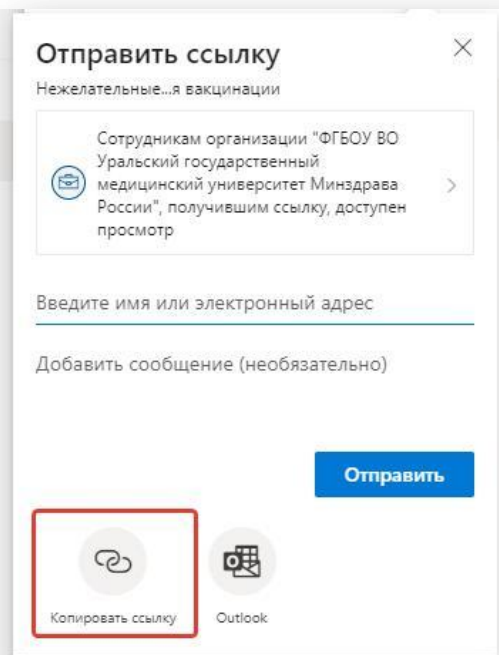 Отправить ссылку
Нежелательные...я вакцинации
Сотрудникам организации "ФГБОУ ВО
Уральский государственный
медицинский университет Минздрава
России", получившим ссылку, доступен
просмотр
Введите имя или электронный адрес
Добавить сообщение (необязательно)
Отправить
Копировать ссылку
Outlook